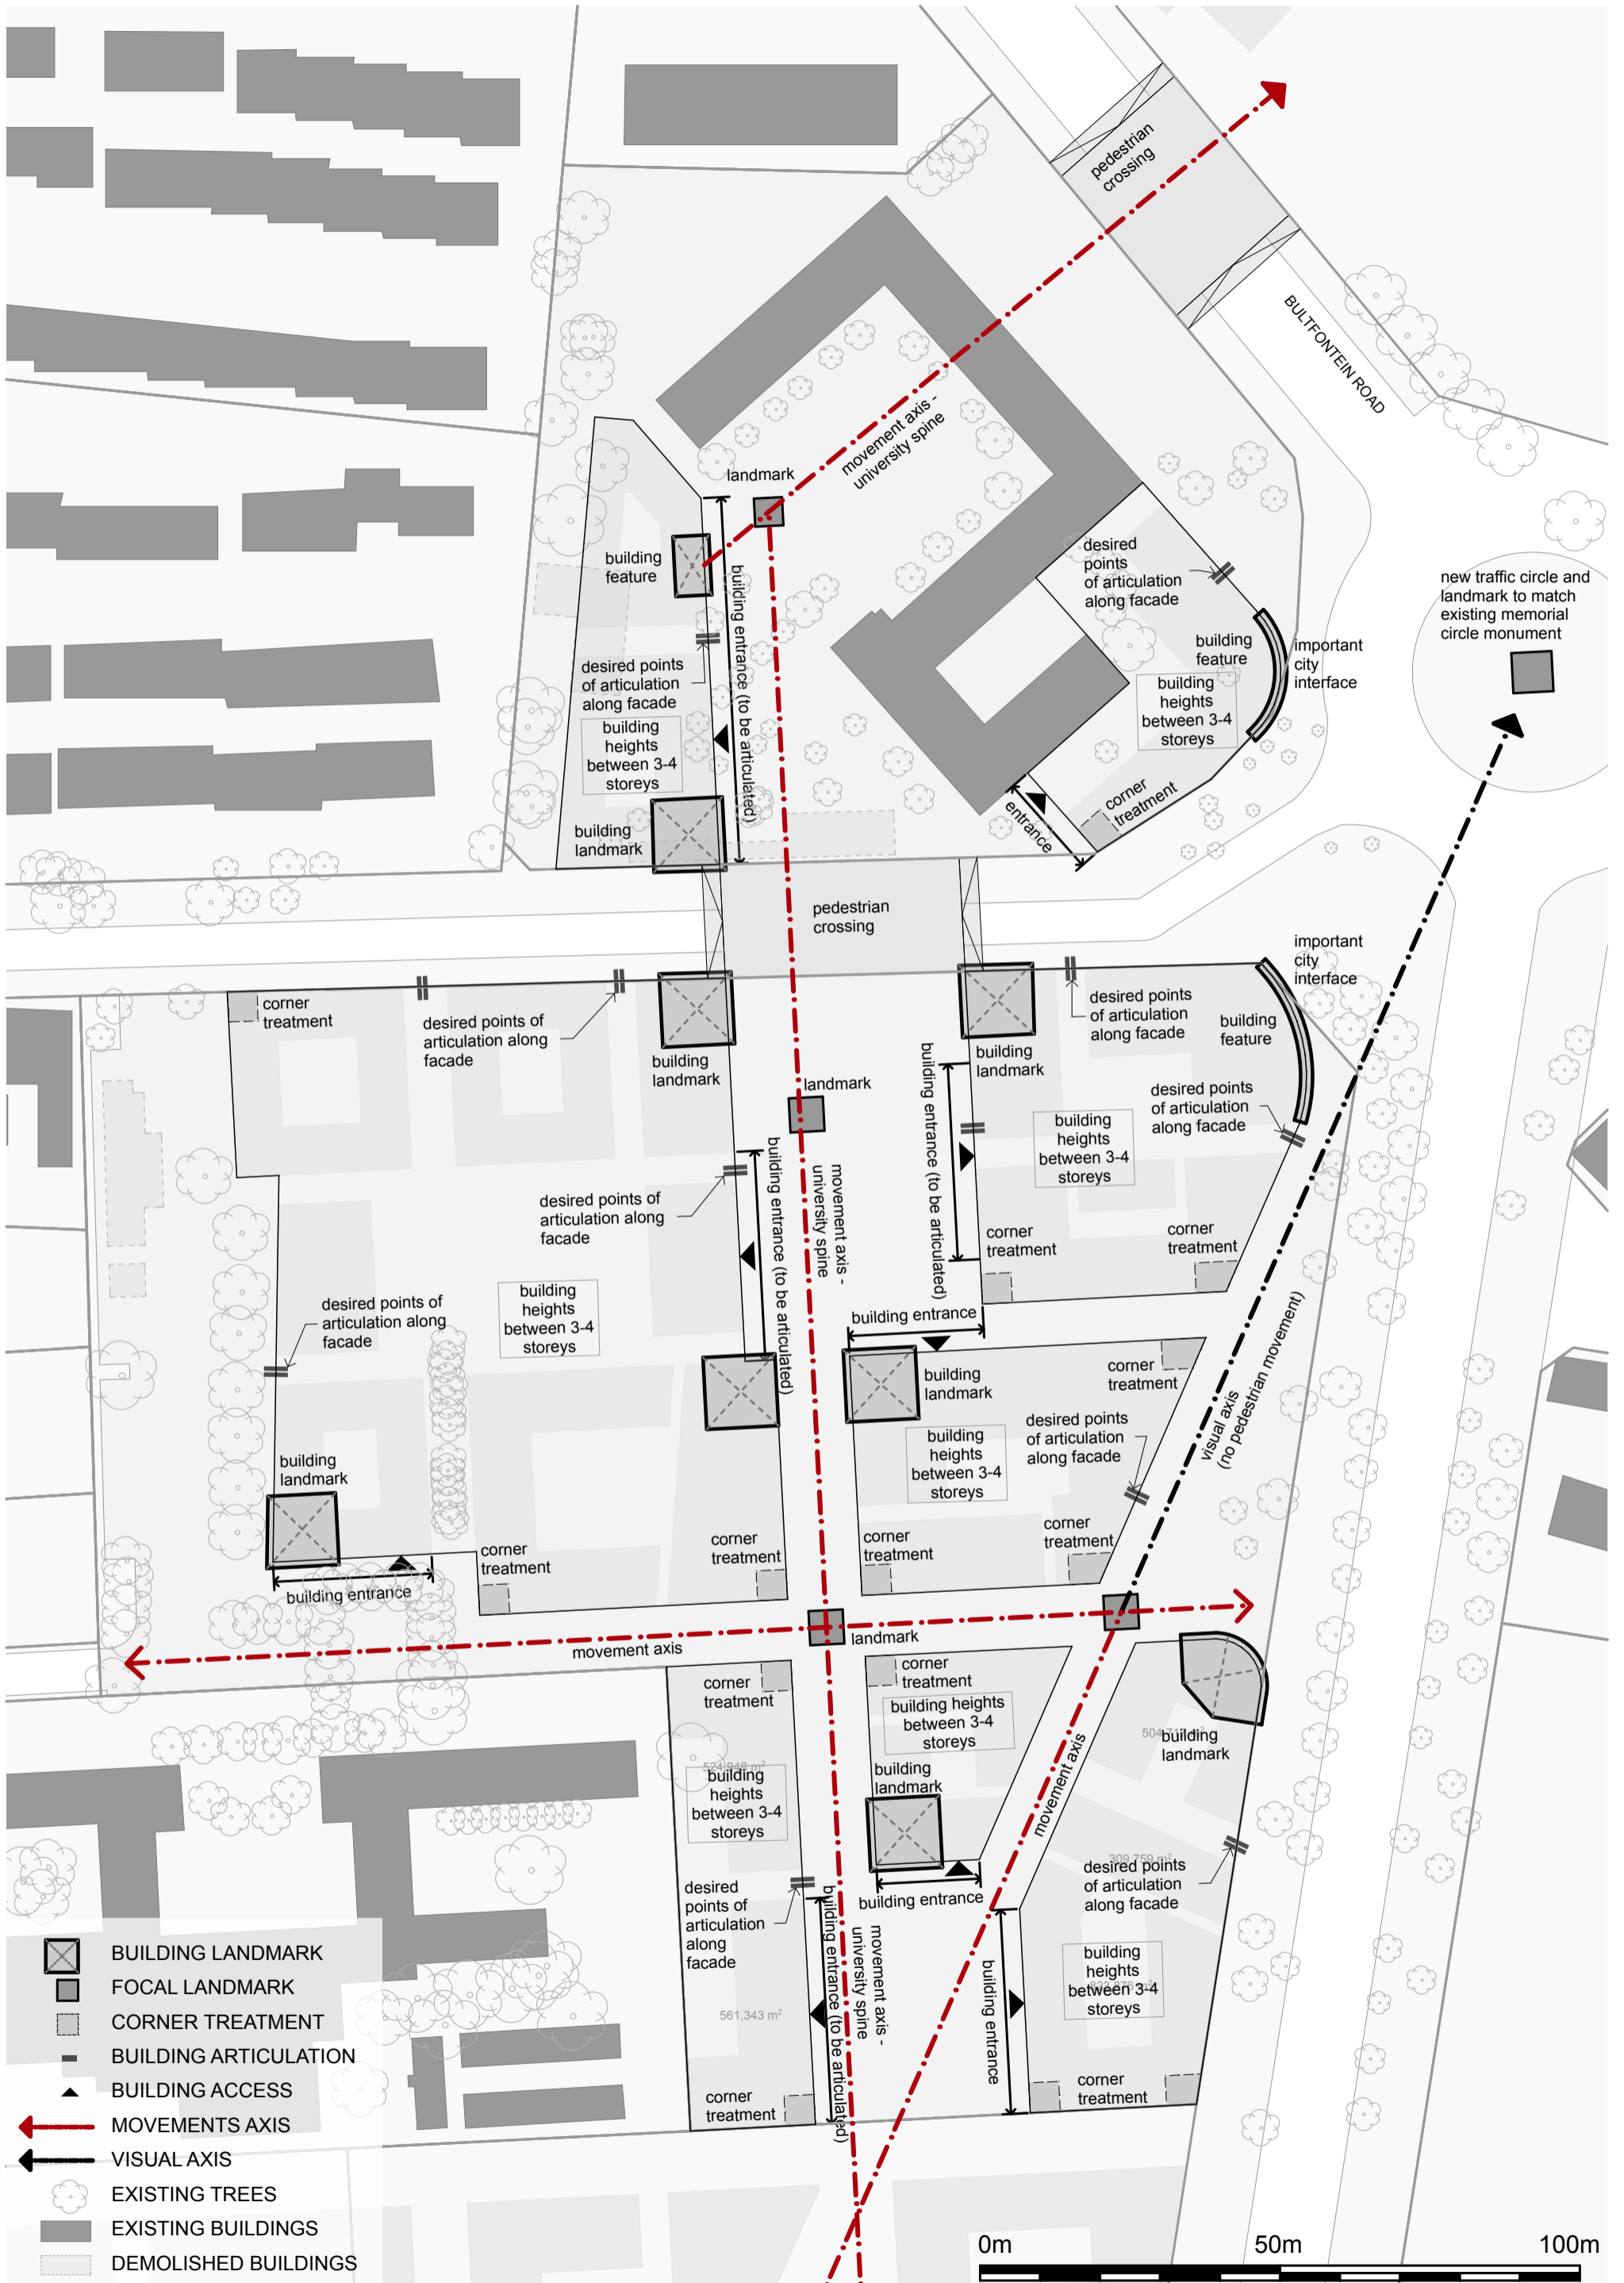 pedestrian
crossing
BULTFONTEIN ROAD
movement axis -
university spine
landmark
building
feature
building entrance (to be articulated)
desired
points
of articulation
along facade
new traffic circle and
landmark to match
existing memorial
circle monument
building
feature
important
city
interface
desired points
of articulation
along facade
building
heights
between 3-4
storeys
building
heights
between 3-4
storeys
building
landmark
corner
treatment
entrance
pedestrian
crossing
important
city
interface
corner
treatment
desired points of
articulation along
facade
building
landmark
building
landmark
desired points
of articulation
along facade
building
feature
landmark
building entrance (to be articulated)
desired points
of articulation
along facade
building
heights
between 3-4
storeys
building entrance (to be articulated)
movement axis -
university spine
desired points of
articulation along
facade
corner
treatment
corner
treatment
building
heights
between 3-4
storeys
desired points of
articulation along
facade
building entrance
visual axis
(no pedestrian movement)
building
landmark
corner
treatment
desired points
of articulation
along facade
building
heights
between 3-4
storeys
building
landmark
corner
treatment
corner
treatment
corner
treatment
corner
treatment
building entrance
movement axis
landmark
corner
treatment
corner
treatment
building heights
between 3-4
storeys
building
landmark
building
heights
between 3-4
storeys
building
landmark
movement axis
309,759 m²
desired points
of articulation
along facade
building entrance
desired
points of
articulation
along
facade
building entrance (to be articulated)
movement axis -
university spine
building entrance
building
heights
between 3-4
storeys
561,343 m²
corner
treatment
corner
treatment
BUILDING LANDMARK
FOCAL LANDMARK
CORNER TREATMENT
BUILDING ARTICULATION
BUILDING ACCESS
MOVEMENTS AXIS
VISUAL AXIS
EXISTING TREES
EXISTING BUILDINGS
DEMOLISHED BUILDINGS
0m 50m 100m